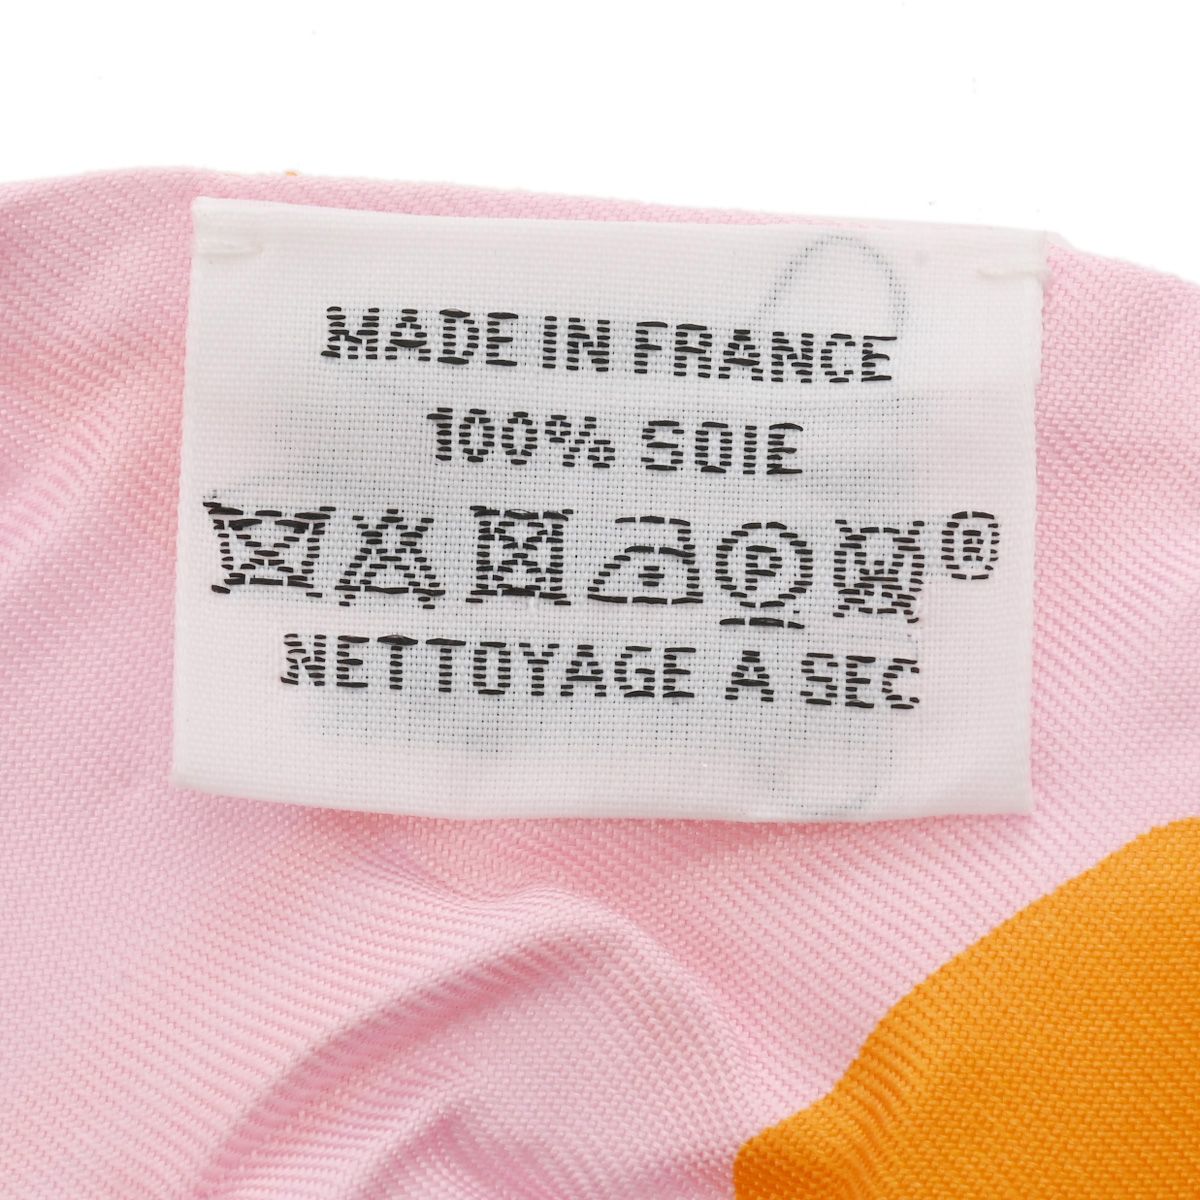 MADE IN FRANCE
100% SOIE
P W ®
NETTOYAGE A SEC